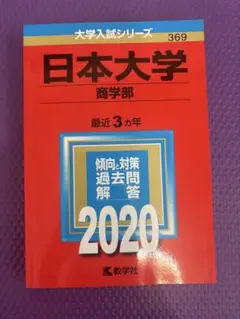 大学入試シリーズ
369
日本大学
商学部
最近3カ年
傾向と対策
過去問
解答
2020
教学社